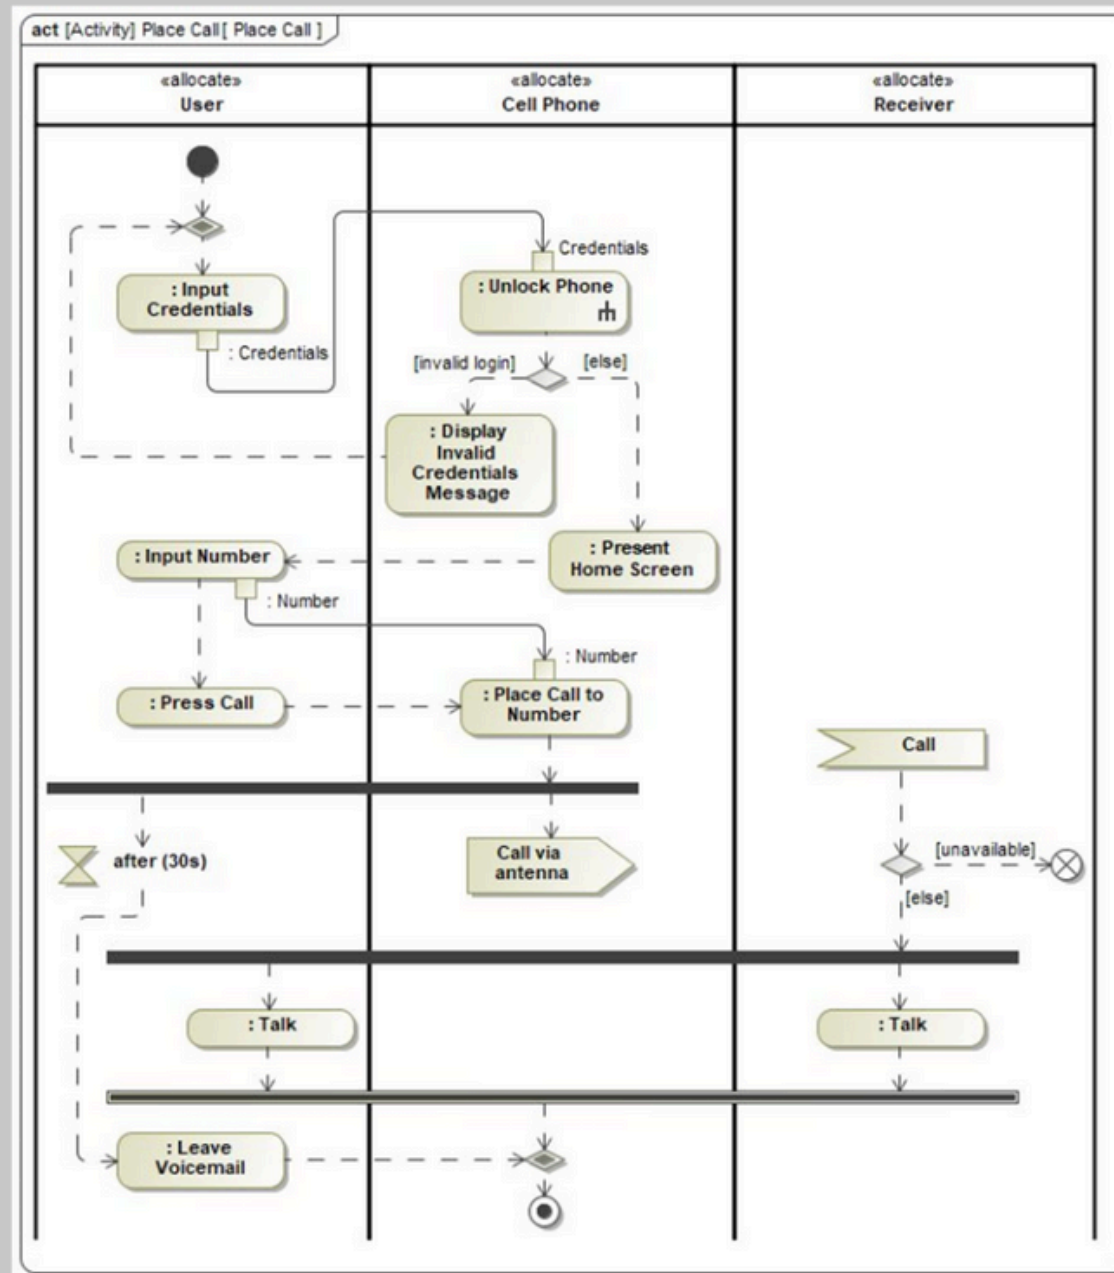 act [Activity] Place Call[ Place Call ]
«allocate»
User
«allocate»
Cell Phone
«allocate»
Receiver
Credentials
: Input
Credentials
: Unlock Phone
: Credentials
[invalid login]
[else]
: Display
Invalid
Credentials
Message
: Input Number
: Present
Home Screen
: Number
: Number
: Press Call
: Place Call to
Number
Call
after (30s)
Call via
antenna
[unavailable]
[else]
: Talk
: Talk
: Leave
Voicemail